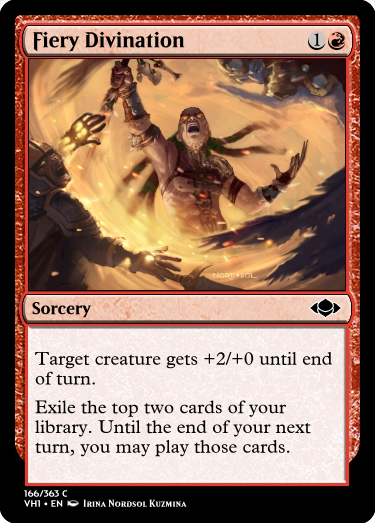 Fiery Divination 1
Sorcery
Target creature gets +2/+0 until end
of turn.
Exile the top two cards of your
library. Until the end of your next
turn, you may play those cards.
166/363 C
VH1 • EN Irina Nordsol Kuzmina